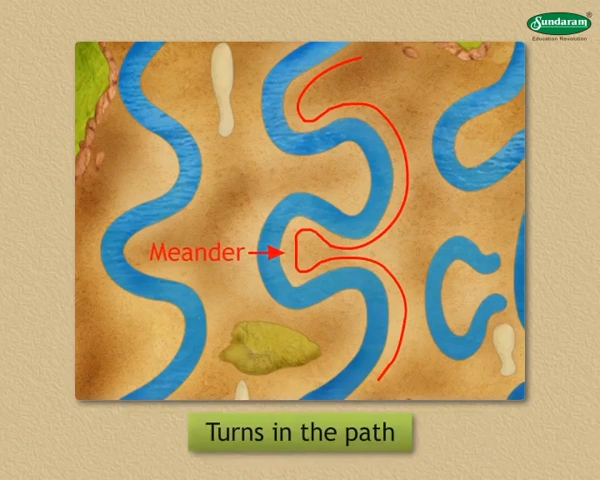 Sundaram®
Education Revolution
Meander
Turns in the path